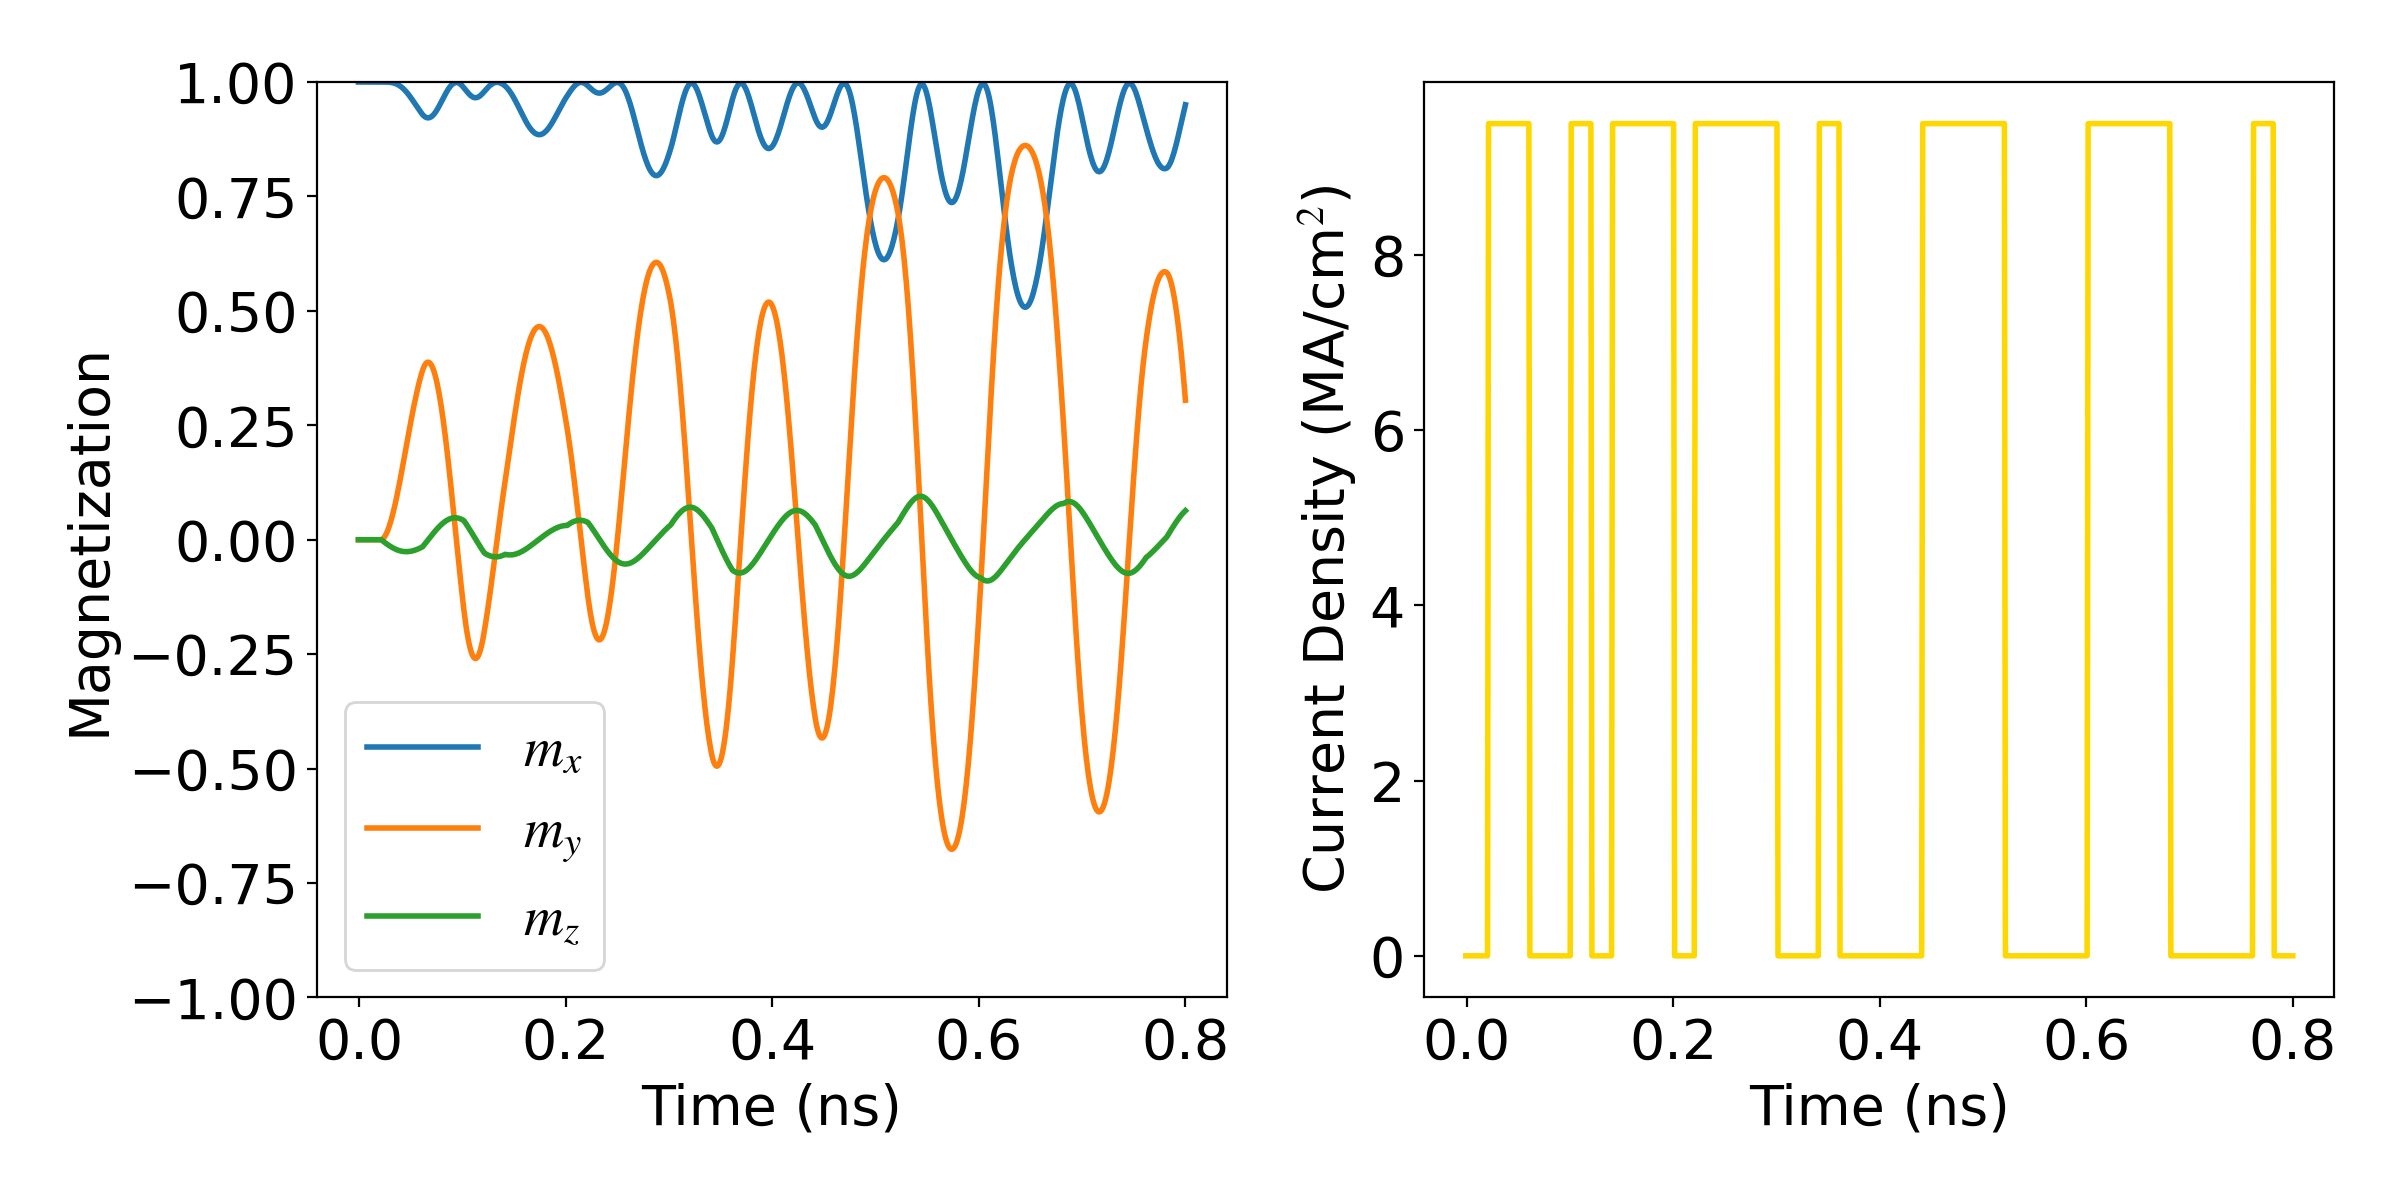 Magnetization
1.00
0.75
0.50
0.25
0.00
−0.25
−0.50
−0.75
−1.00
0.0 0.2 0.4 0.6 0.8
Time (ns)
m_x
m_y
m_z
Current Density (MA/cm²)
8
6
4
2
0
0.0 0.2 0.4 0.6 0.8
Time (ns)